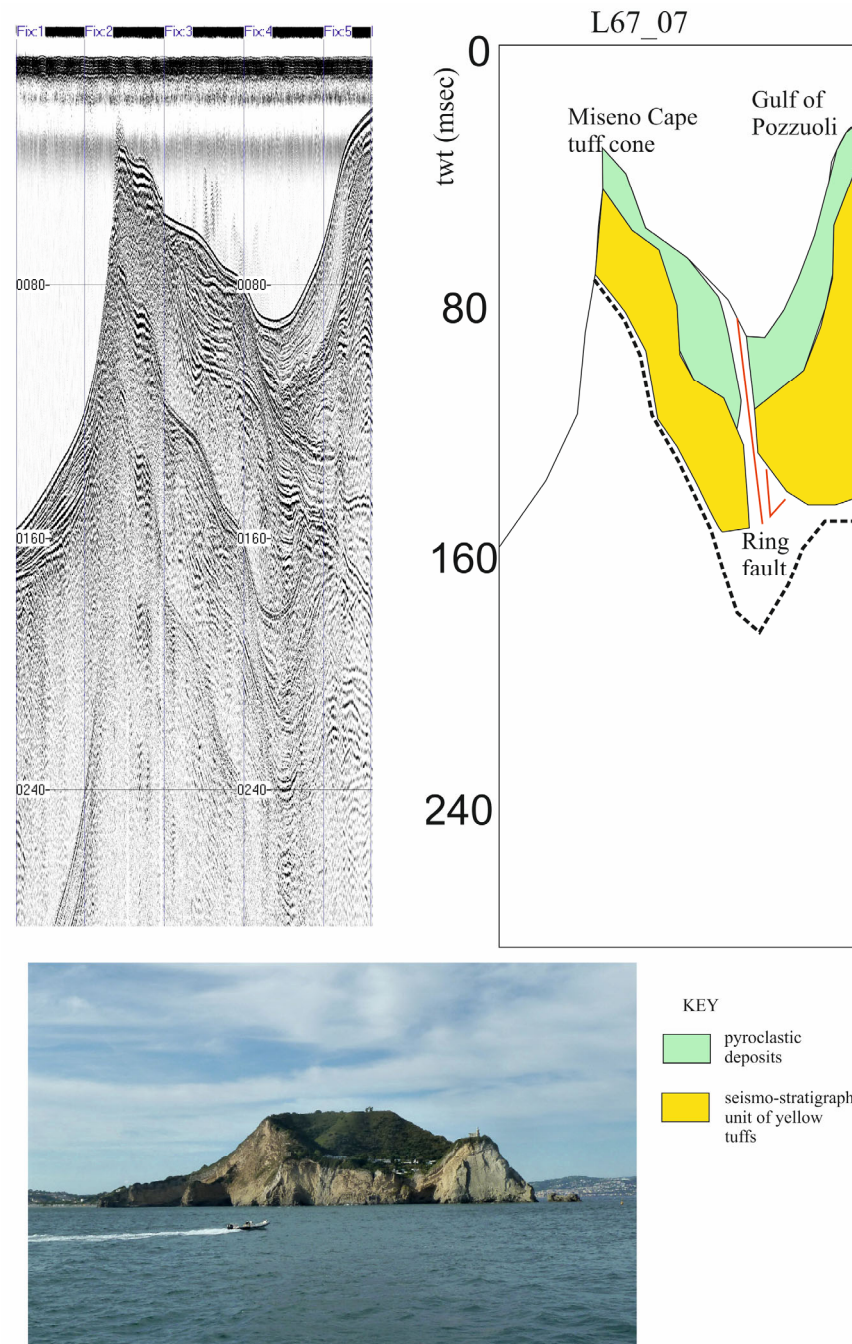 Fix:1 Fix:2 Fix:3 Fix:4 Fix:5
0080- 0080-
0160- 0160-
0240- 0240-
L67_07
twt (msec)
0
80
160
240
Miseno Cape
tuff cone
Gulf of
Pozzuoli
Ring
fault
KEY
pyroclastic
deposits
seismo-stratigraph
unit of yellow
tuffs